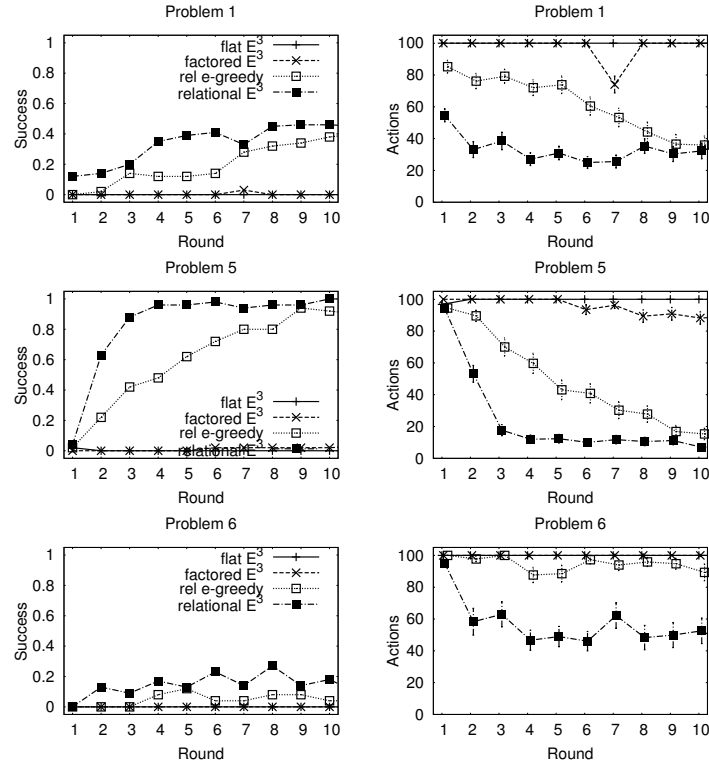 Problem 1
Success
1
0.8
0.6
0.4
0.2
0
flat E³
factored E³
rel e-greedy
relational E³
1 2 3 4 5 6 7 8 9 10
Round
Problem 1
Actions
100
80
60
40
20
0
1 2 3 4 5 6 7 8 9 10
Round
Problem 5
Success
1
0.8
0.6
0.4
0.2
0
flat E³
factored E³
rel e-greedy
relational E³
1 2 3 4 5 6 7 8 9 10
Round
Problem 5
Actions
100
80
60
40
20
0
1 2 3 4 5 6 7 8 9 10
Round
Problem 6
Success
1
0.8
0.6
0.4
0.2
0
flat E³
factored E³
rel e-greedy
relational E³
1 2 3 4 5 6 7 8 9 10
Round
Problem 6
Actions
100
80
60
40
20
0
1 2 3 4 5 6 7 8 9 10
Round